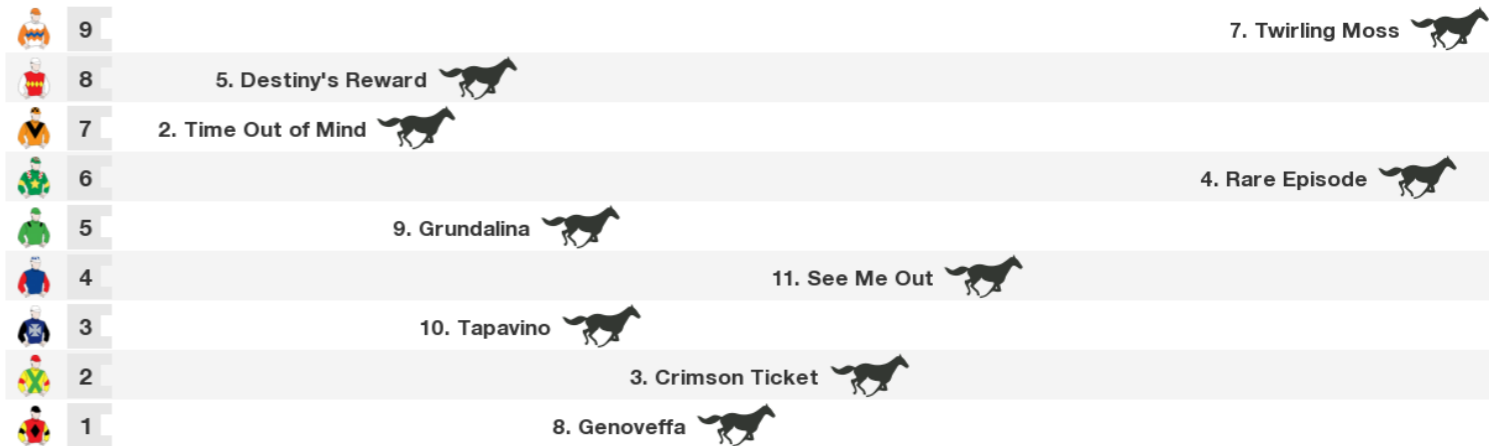 9 7. Twirling Moss
8 5. Destiny's Reward
7 2. Time Out of Mind
6 4. Rare Episode
5 9. Grundalina
4 11. See Me Out
3 10. Tapavino
2 3. Crimson Ticket
1 8. Genoveffa